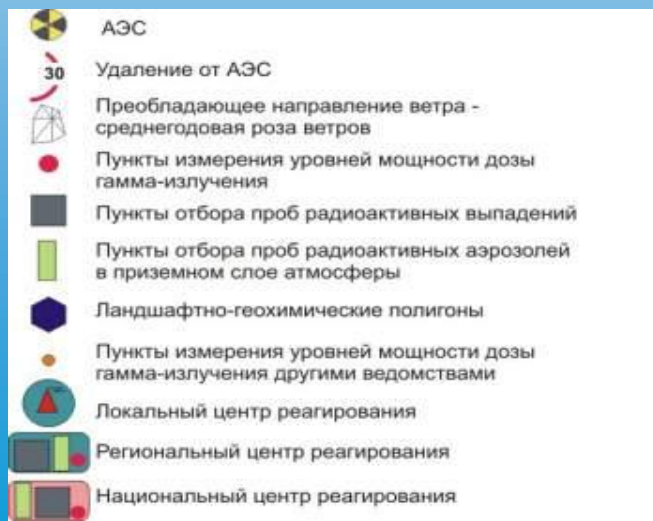 АЭС
30 Удаление от АЭС
Преобладающее направление ветра -
среднегодовая роза ветров
Пункты измерения уровней мощности дозы
гамма-излучения
Пункты отбора проб радиоактивных выпадений
Пункты отбора проб радиоактивных аэрозолей
в приземном слое атмосферы
Ландшафтно-геохимические полигоны
Пункты измерения уровней мощности дозы
гамма-излучения другими ведомствами
Локальный центр реагирования
Региональный центр реагирования
Национальный центр реагирования